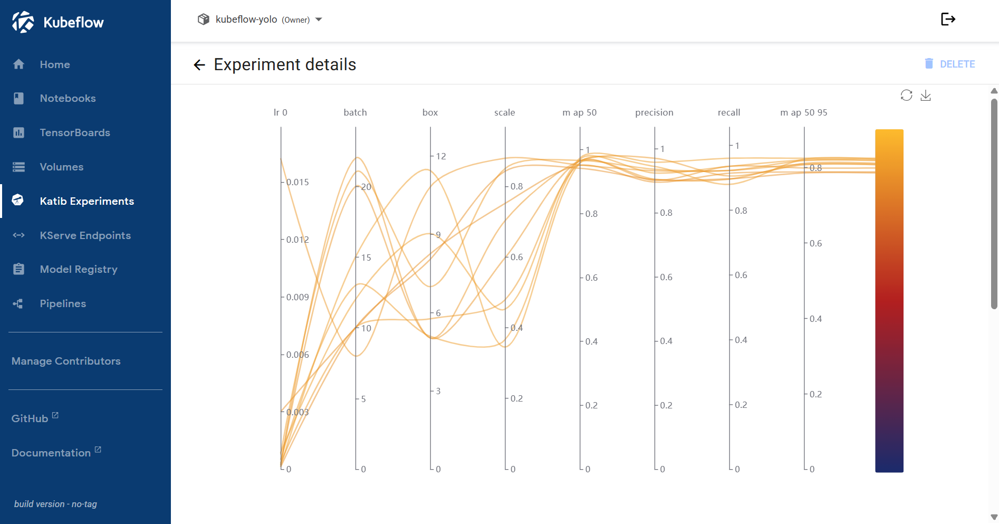 Kubeflow
Home
Notebooks
TensorBoards
Volumes
Katib Experiments
KServe Endpoints
Model Registry
Pipelines
Manage Contributors
GitHub
Documentation
build version - no-tag
kubeflow-yolo (Owner)
Experiment details
DELETE
lr 0 batch box scale m ap 50 precision recall m ap 50 95
0.015
0.012
0.009
0.006
0.003
0
20
15
10
5
0
12
9
6
3
0
0.8
0.6
0.4
0.2
0
1
0.8
0.6
0.4
0.2
0
1
0.8
0.6
0.4
0.2
0
1
0.8
0.6
0.4
0.2
0
0.8
0.6
0.4
0.2
0